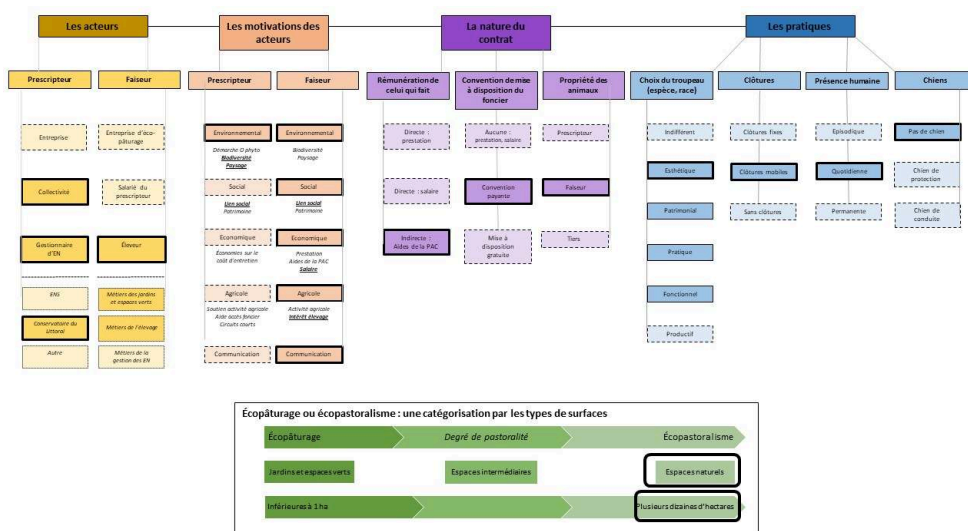 Les acteurs
Les motivations des
acteurs
La nature du
contrat
Les pratiques
Prescripteur
Faiseur
Prescripteur
Faiseur
Rémunération de
celui qui fait
Convention de mise
à disposition du
foncier
Propriété des
animaux
Choix du troupeau
(espèce, race)
Clôtures
Présence humaine
Chiens
Entreprise
Entreprise d'éco-
pâturage
Environnemental
Démarche 0 phyto
Biodiversité
Paysage
Environnemental
Biodiversité
Paysage
Directe :
prestation
Aucune :
prestation, salaire
Prescripteur
Indifférent
Clôtures fixes
Episodique
Pas de chien
Collectivité
Salarié du
prescripteur
Social
Lien social
Patrimoine
Social
Lien social
Patrimoine
Directe : salaire
Convention
payante
Faiseur
Esthétique
Clôtures mobiles
Quotidienne
Chien de
protection
Gestionnaire
d'EN
Éleveur
Economique
Economies sur le
coût d'entretien
Economique
Prestation
Aides de la PAC
Salaire
Indirecte :
Aides de la PAC
Mise à
disposition
gratuite
Tiers
Patrimonial
Sans clôtures
Permanente
Chien de
conduite
Pratique
ENS
Métiers des jardins
et espaces verts
Agricole
Soutien activité agricole
Aide accès foncier
Circuits courts
Agricole
Activité agricole
Intérêt élevage
Fonctionnel
Conservatoire du
Littoral
Métiers de l'élevage
Productif
Autre
Métiers de la
gestion des EN
Communication
Communication
Écopâturage ou écopastoralisme : une catégorisation par les types de surfaces
Écopâturage
Degré de pastoralité
Écopastoralisme
Jardins et espaces verts
Espaces intermédiaires
Espaces naturels
Inférieures à 1 ha
Plusieurs dizaines d'hectares